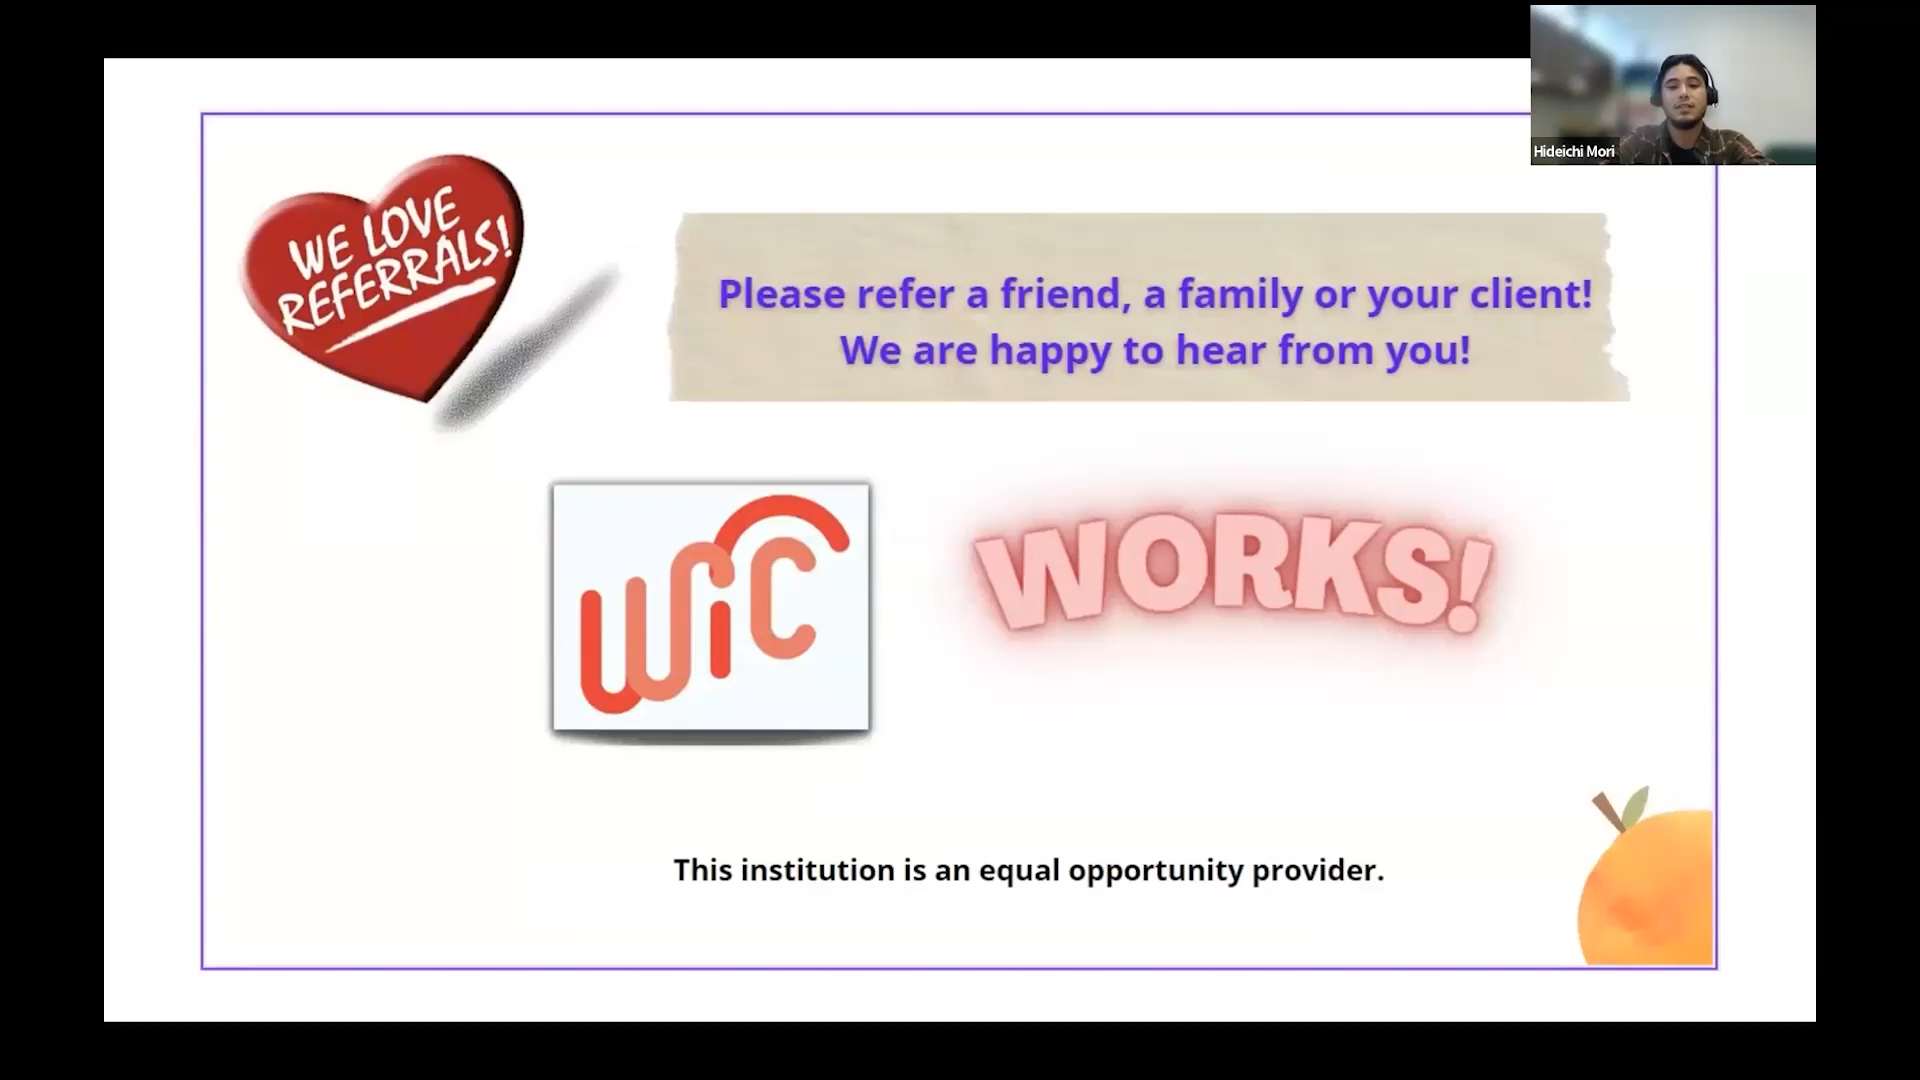 Hideichi Mori
WE LOVE
REFERRALS!
Please refer a friend, a family or your client!
We are happy to hear from you!
wic
WORKS!
This institution is an equal opportunity provider.